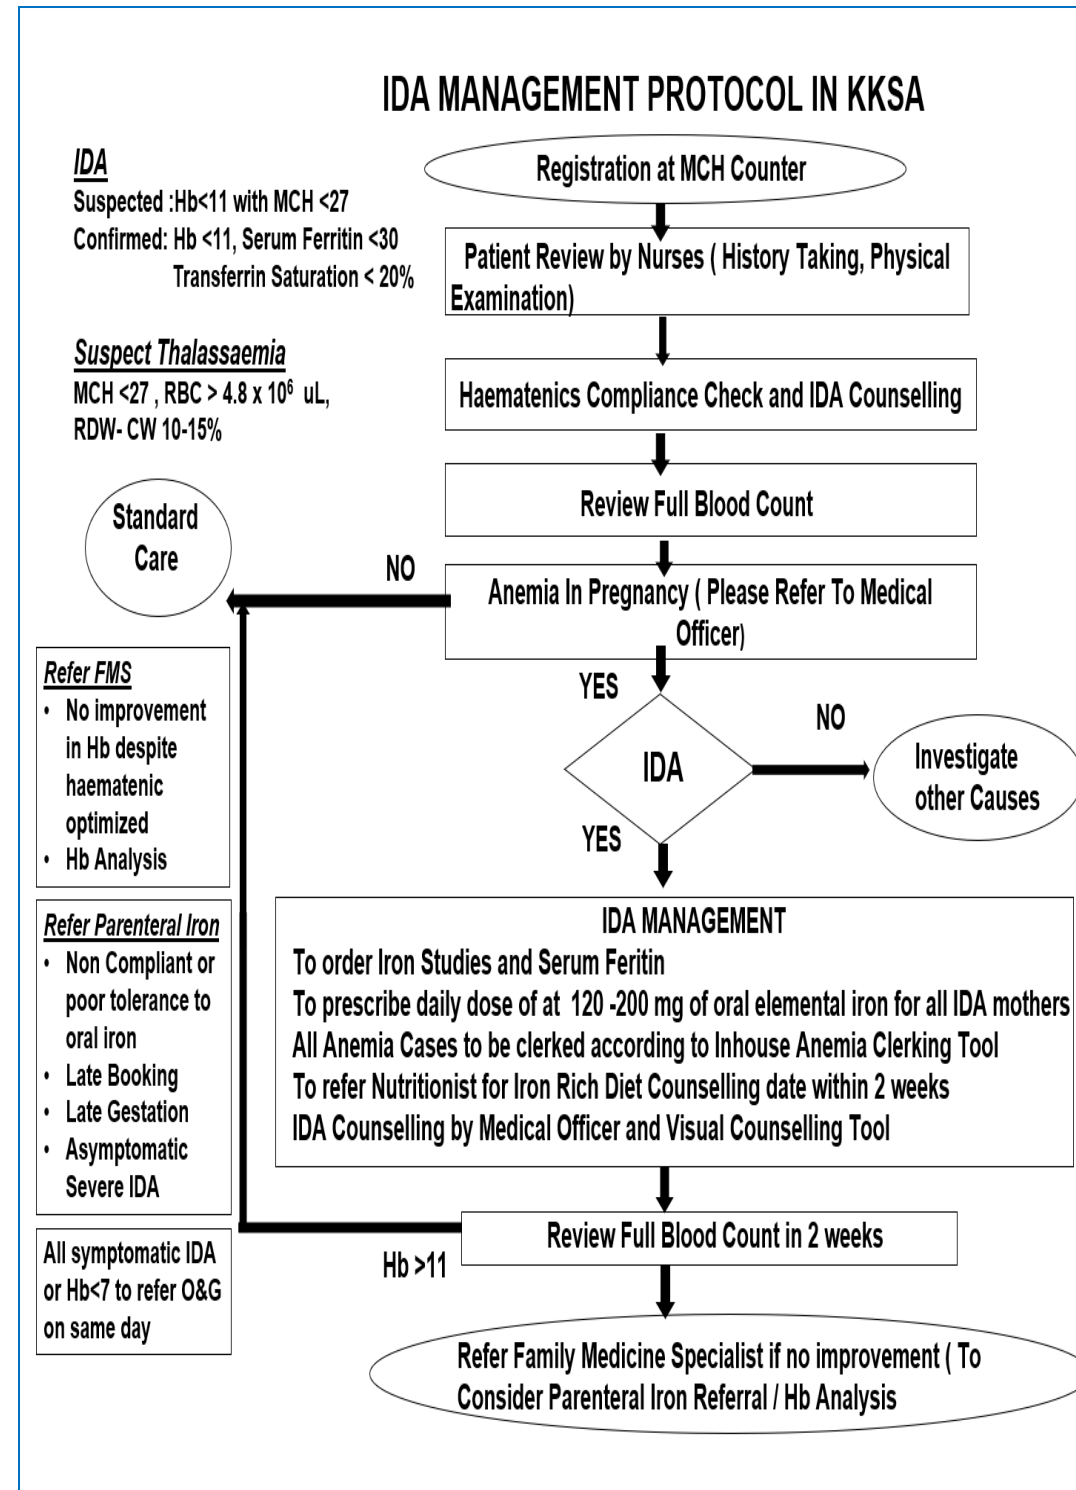 IDA MANAGEMENT PROTOCOL IN KKSA
IDA
Suspected :Hb<11 with MCH <27
Confirmed: Hb <11, Serum Ferritin <30
Transferrin Saturation < 20%
Suspect Thalassaemia
MCH <27 , RBC > 4.8 x 10⁶ uL,
RDW- CW 10-15%
Registration at MCH Counter
Patient Review by Nurses ( History Taking, Physical
Examination)
Haematenics Compliance Check and IDA Counselling
Review Full Blood Count
Anemia In Pregnancy ( Please Refer To Medical
Officer)
NO
Standard
Care
YES
IDA
NO
Investigate
other Causes
YES
Refer FMS
• No improvement
in Hb despite
haematenic
optimized
• Hb Analysis
Refer Parenteral Iron
• Non Compliant or
poor tolerance to
oral iron
• Late Booking
• Late Gestation
• Asymptomatic
Severe IDA
All symptomatic IDA
or Hb<7 to refer O&G
on same day
IDA MANAGEMENT
To order Iron Studies and Serum Feritin
To prescribe daily dose of at 120 -200 mg of oral elemental iron for all IDA mothers
All Anemia Cases to be clerked according to Inhouse Anemia Clerking Tool
To refer Nutritionist for Iron Rich Diet Counselling date within 2 weeks
IDA Counselling by Medical Officer and Visual Counselling Tool
Review Full Blood Count in 2 weeks
Hb >11
Refer Family Medicine Specialist if no improvement ( To
Consider Parenteral Iron Referral / Hb Analysis